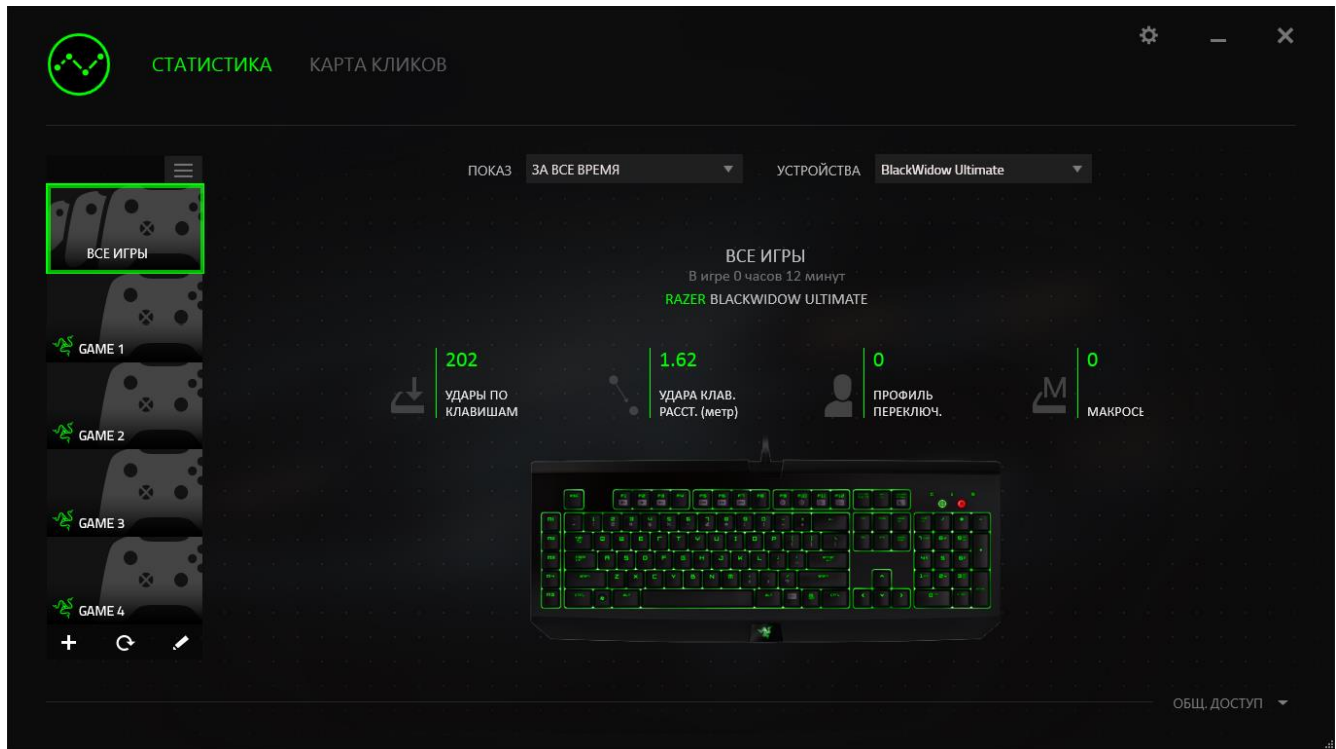 СТАТИСТИКА КАРТА КЛИКОВ
ПОКАЗ ЗА ВСЕ ВРЕМЯ УСТРОЙСТВА BlackWidow Ultimate
ВСЕ ИГРЫ
GAME 1
GAME 2
GAME 3
GAME 4
ВСЕ ИГРЫ
В игре 0 часов 12 минут
RAZER BLACKWIDOW ULTIMATE
202
УДАРЫ ПО
КЛАВИШАМ
1.62
УДАРА КЛАВ.
РАССТ. (метр)
0
ПРОФИЛЬ
ПЕРЕКЛЮЧ.
M
0
МАКРОСЫ
ОБЩ. ДОСТУП